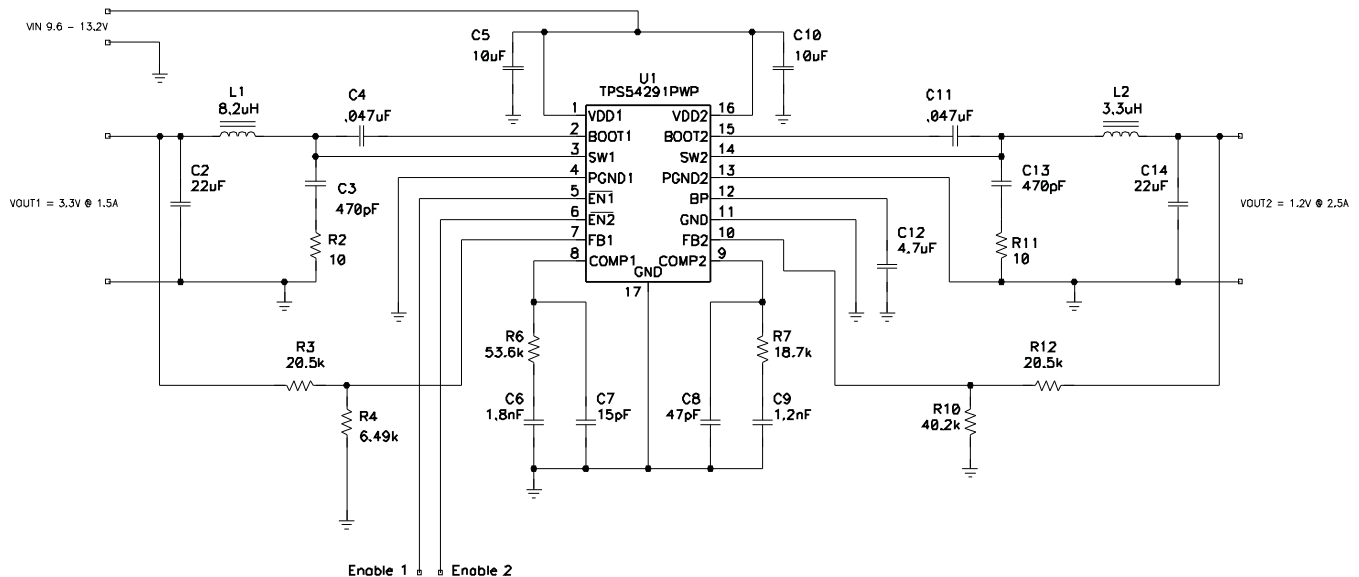 VIN 9.6 - 13.2V
C5
10uF
C10
10uF
U1
TPS54291PWP
L1
8.2uH
C4
.047uF
C11
.047uF
L2
3.3uH
1 VDD1
2 BOOT1
3 SW1
4 PGND1
5 EN1
6 EN2
7 FB1
8 COMP1
VDD2 16
BOOT2 15
SW2 14
PGND2 13
BP 12
GND 11
FB2 10
COMP2 9
GND
17
C2
22uF
C3
470pF
R2
10
VOUT1 = 3.3V @ 1.5A
C13
470pF
C14
22uF
R11
10
C12
4.7uF
VOUT2 = 1.2V @ 2.5A
R3
20.5k
R4
6.49k
R6
53.6k
C6
1.8nF
C7
15pF
R7
18.7k
C8
47pF
C9
1.2nF
R12
20.5k
R10
40.2k
Enable 1
Enable 2